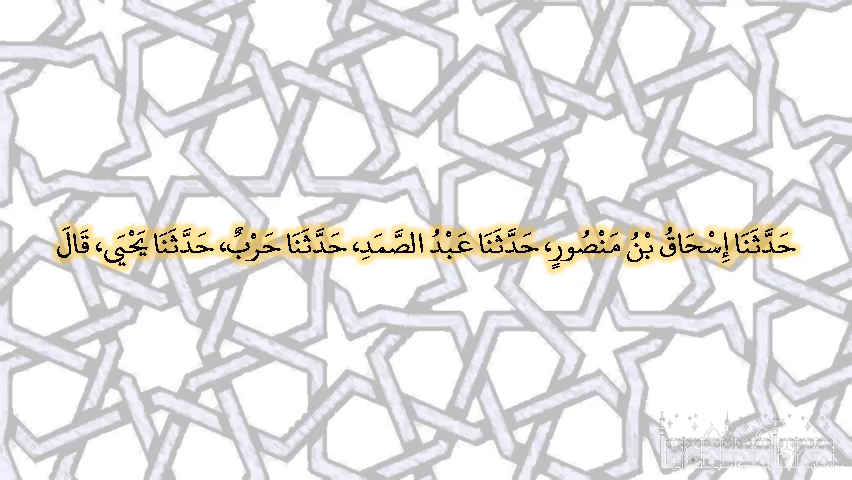 حَدَّثَنَا إِسْحَاقُ بْنُ مَنْصُورٍ، حَدَّثَنَا عَبْدُ الصَّمَدِ، حَدَّثَنَا حَرْبٌ، حَدَّثَنَا يَحْيَى، قَالَ